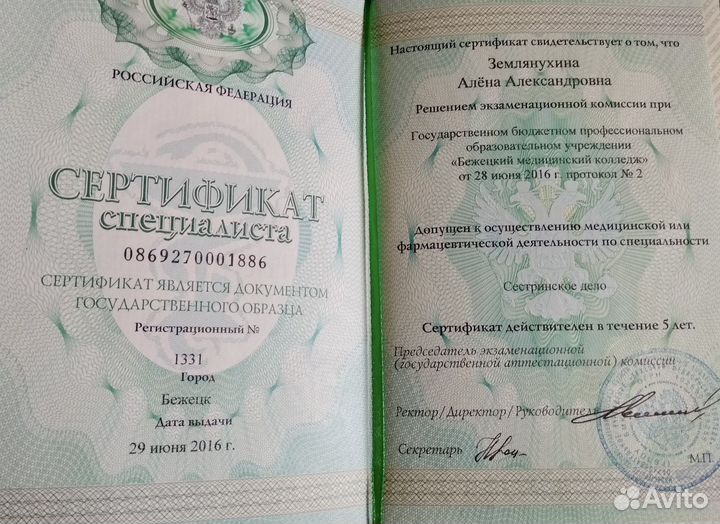 РОССИЙСКАЯ ФЕДЕРАЦИЯ
СЕРТИФИКАТ
специалиста
0869270001886
СЕРТИФИКАТ ЯВЛЯЕТСЯ ДОКУМЕНТОМ
ГОСУДАРСТВЕННОГО ОБРАЗЦА
Регистрационный №
1331
Город
Бежецк
Дата выдачи
29 июня 2016 г.
Настоящий сертификат свидетельствует о том, что
Землянухина
Алёна Александровна
Решением экзаменационной комиссии при
Государственном бюджетном профессиональном
образовательном учреждении
«Бежецкий медицинский колледж»
от 28 июня 2016 г. протокол № 2
Допущен к осуществлению медицинской или
фармацевтической деятельности по специальности
Сестринское дело
Сертификат действителен в течение 5 лет.
Председатель экзаменационной
(государственной аттестационной) комиссии
Ректор/Директор/Руководитель
Секретарь
М.П.
Avito